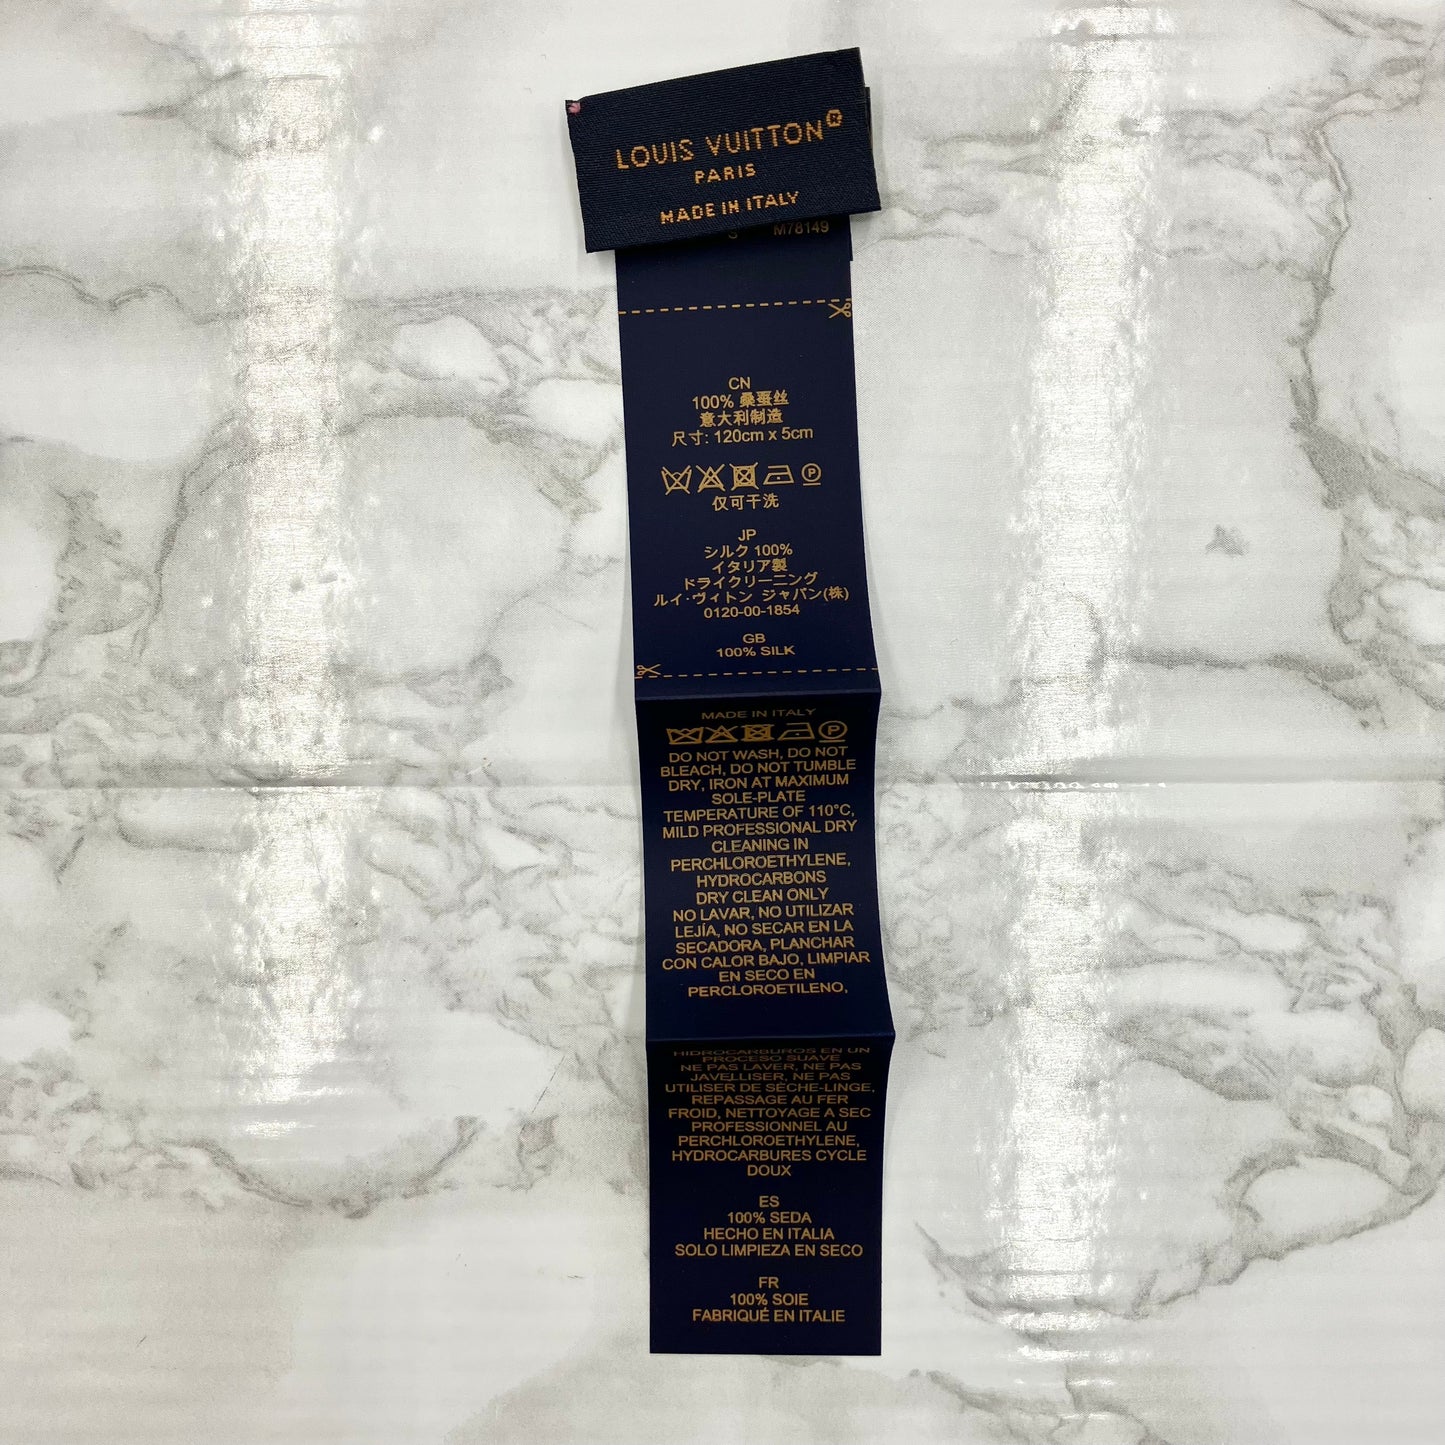 LOUIS VUITTON®
PARIS
MADE IN ITALY
M78149
CN
100% 桑蚕丝
意大利制造
尺寸: 120cm x 5cm
P
仅可干洗
JP
シルク 100%
イタリア製
ドライクリーニング
ルイ・ヴィトン ジャパン(株)
0120-00-1854
GB
100% SILK
MADE IN ITALY
P
DO NOT WASH, DO NOT
BLEACH, DO NOT TUMBLE
DRY, IRON AT MAXIMUM
SOLE-PLATE
TEMPERATURE OF 110°C,
MILD PROFESSIONAL DRY
CLEANING IN
PERCHLOROETHYLENE,
HYDROCARBONS
DRY CLEAN ONLY
NO LAVAR, NO UTILIZAR
LEJÍA, NO SECAR EN LA
SECADORA, PLANCHAR
CON CALOR BAJO, LIMPIAR
EN SECO EN
PERCLOROETILENO,
HIDROCARBUROS EN UN
PROCESO SUAVE
NE PAS LAVER, NE PAS
JAVELLISER, NE PAS
UTILISER DE SÈCHE-LINGE,
REPASSAGE AU FER
FROID, NETTOYAGE A SEC
PROFESSIONNEL AU
PERCHLOROETHYLENE,
HYDROCARBURES CYCLE
DOUX
ES
100% SEDA
HECHO EN ITALIA
SOLO LIMPIEZA EN SECO
FR
100% SOIE
FABRIQUÉ EN ITALIE